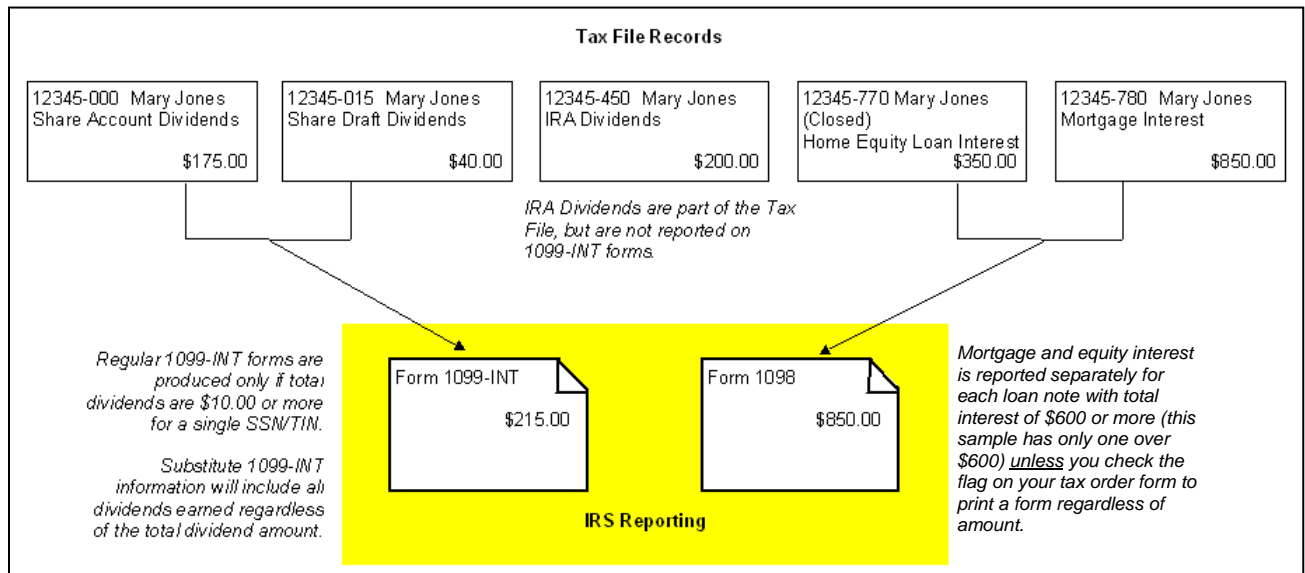 Tax File Records
12345-000 Mary Jones
Share Account Dividends
$175.00
12345-015 Mary Jones
Share Draft Dividends
$40.00
12345-450 Mary Jones
IRA Dividends
$200.00
12345-770 Mary Jones
(Closed)
Home Equity Loan Interest
$350.00
12345-780 Mary Jones
Mortgage Interest
$850.00
IRA Dividends are part of the Tax
File, but are not reported on
1099-INT forms.
Regular 1099-INT forms are
produced only if total
dividends are $10.00 or more
for a single SSN/TIN.
Substitute 1099-INT
information will include all
dividends earned regardless
of the total dividend amount.
Form 1099-INT
$215.00
Form 1098
$850.00
IRS Reporting
Mortgage and equity interest
is reported separately for
each loan note with total
interest of $600 or more (this
sample has only one over
$600) unless you check the
flag on your tax order form to
print a form regardless of
amount.